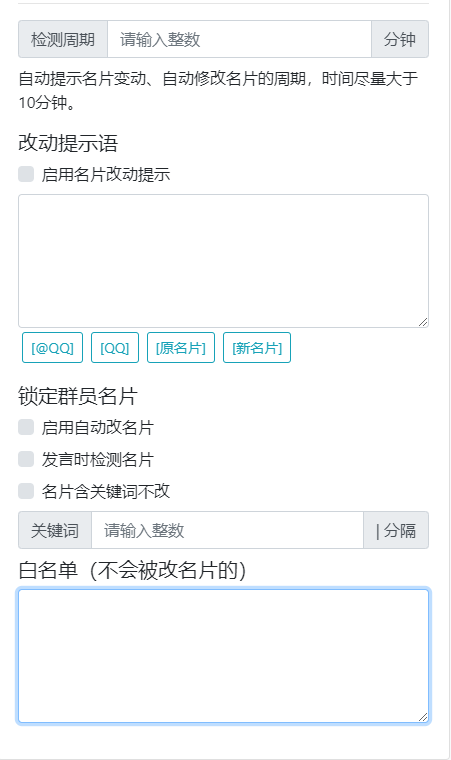 检测周期 请输入整数 分钟
自动提示名片变动、自动修改名片的周期，时间尽量大于
10分钟。
改动提示语
启用名片改动提示
[@QQ] [QQ] [原名片] [新名片]
锁定群员名片
启用自动改名片
发言时检测名片
名片含关键词不改
关键词 请输入整数 | 分隔
白名单（不会被改名片的）